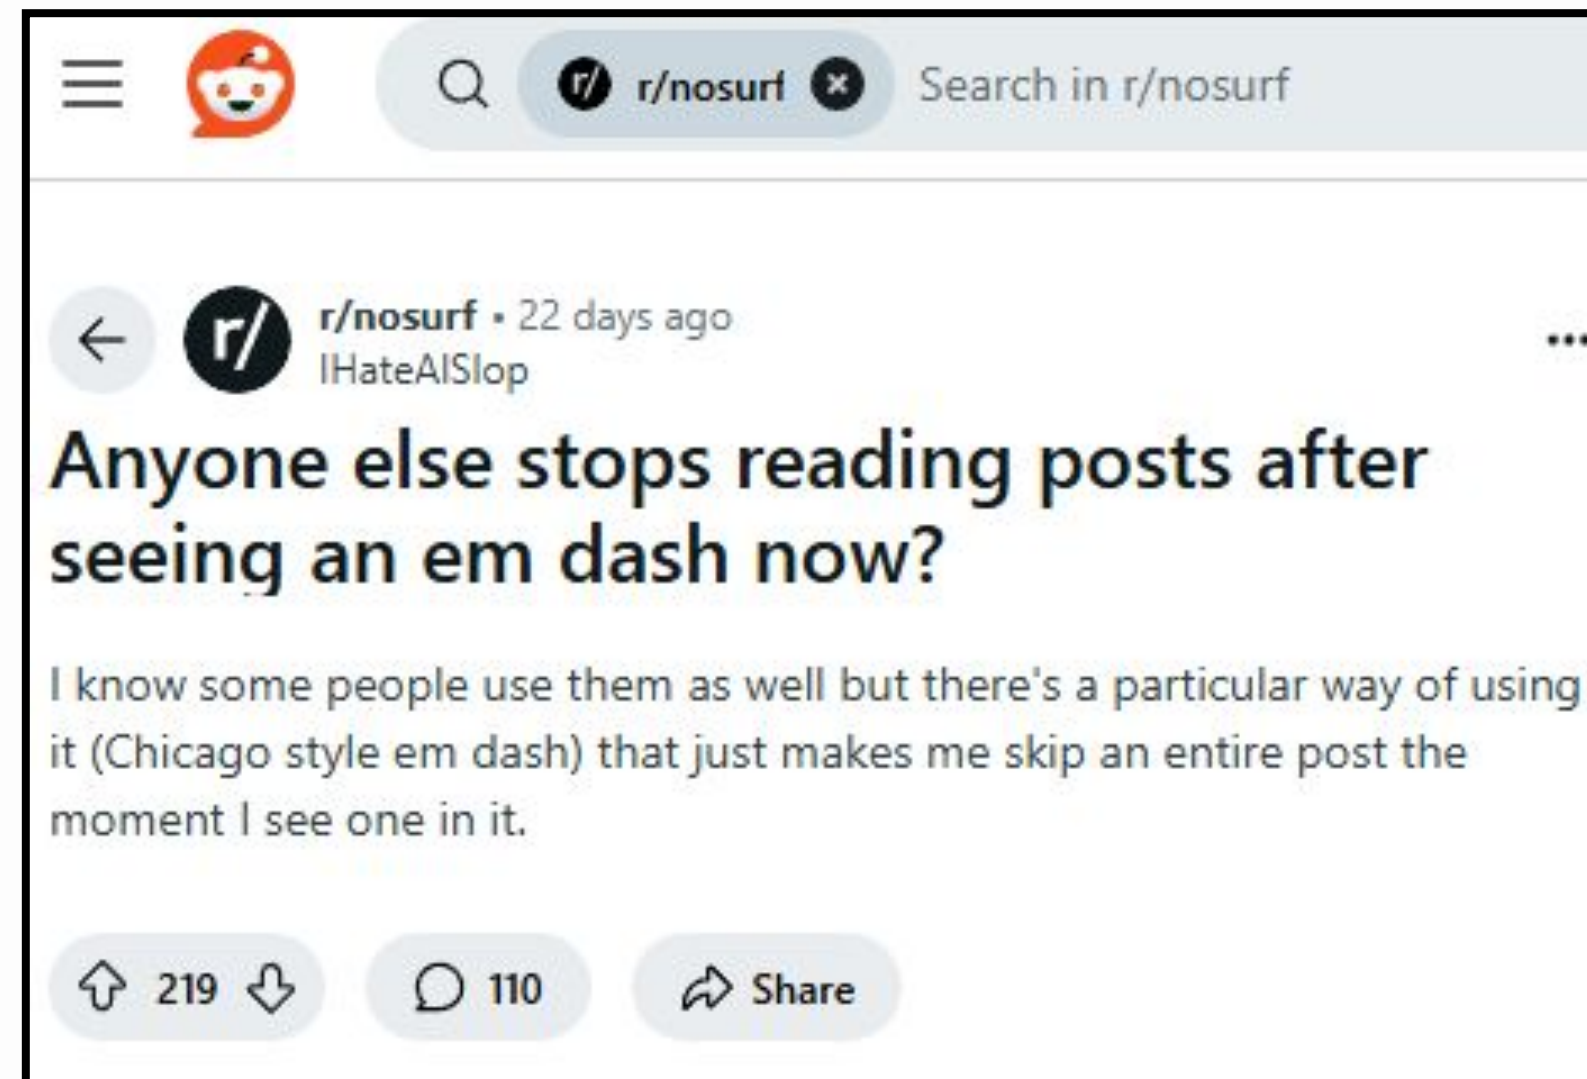 r/ r/nosurf Search in r/nosurf
r/ r/nosurf • 22 days ago
IHateAISlop
Anyone else stops reading posts after
seeing an em dash now?
I know some people use them as well but there's a particular way of using
it (Chicago style em dash) that just makes me skip an entire post the
moment I see one in it.
219 110 Share